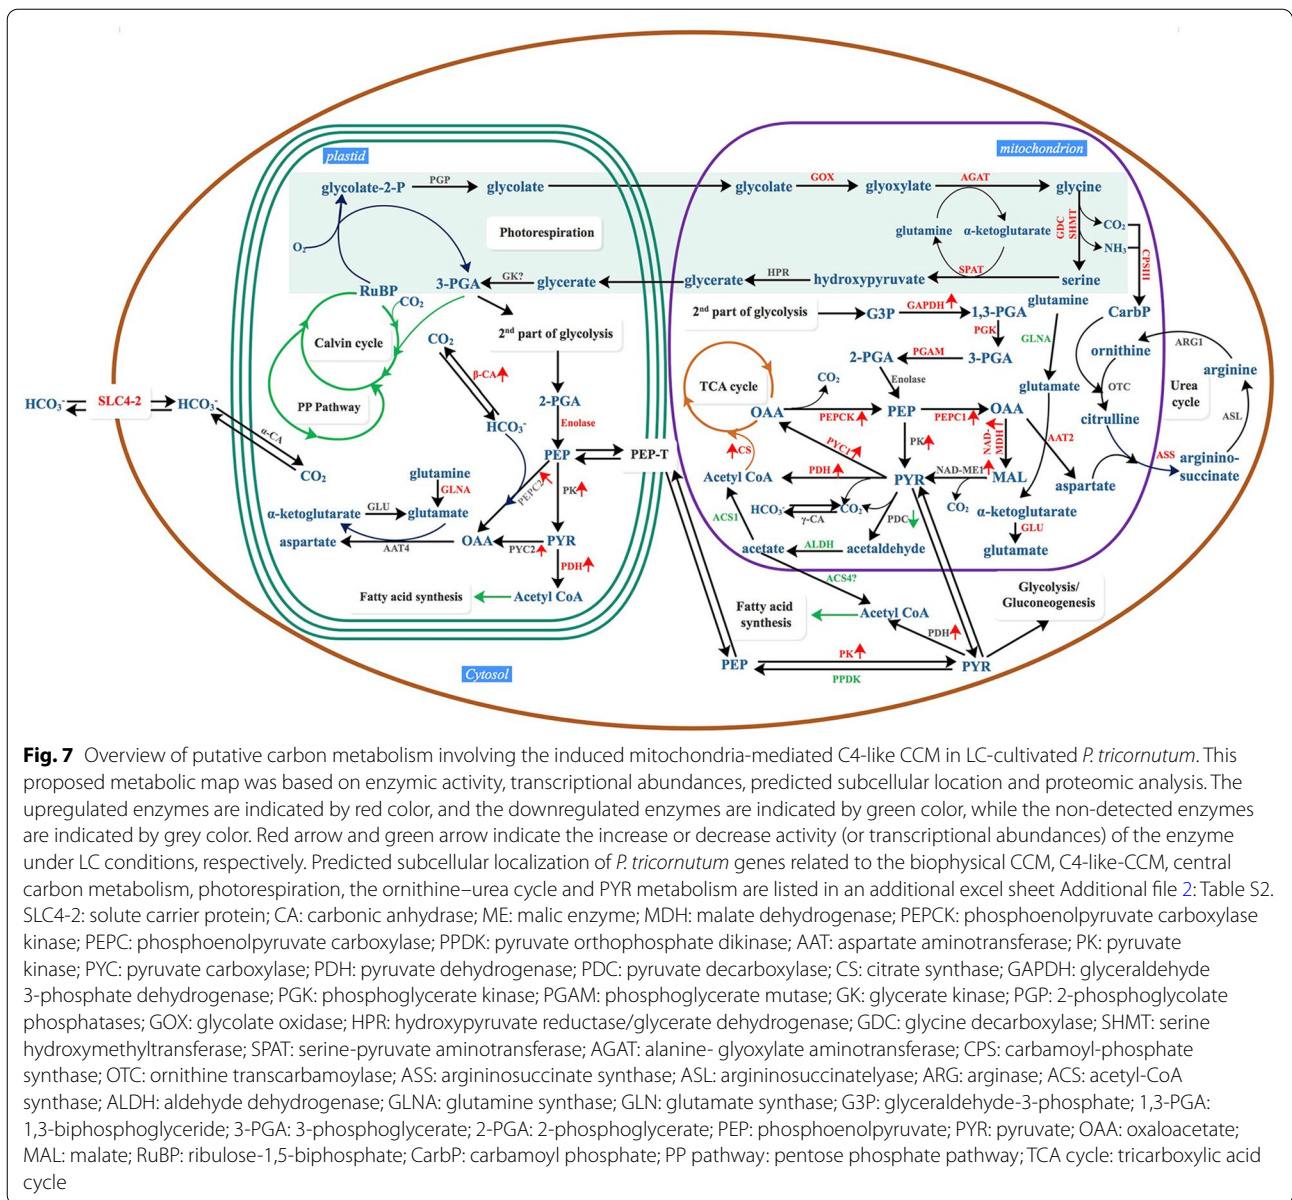 plastid
mitochondrion
glycolate-2-P
PGP
glycolate
glycolate
GOX
glyoxylate
AGAT
glycine
O₂
Photorespiration
glutamine
α-ketoglutarate
GDC
SHMT
CO₂
NH₃
CPSIII
RuBP
3-PGA
GK?
glycerate
glycerate
HPR
hydroxypyruvate
SPAT
serine
CO₂
Calvin cycle
PP Pathway
2nd part of glycolysis
CO₂
β-CA
HCO₃⁻
2-PGA
Enolase
PEP
PEPC2
PK
PYR
PYC2
OAA
PDH
Acetyl CoA
Fatty acid synthesis
glutamine
GLNA
α-ketoglutarate
GLU
glutamate
aspartate
AAT4
HCO₃⁻
SLC4-2
HCO₃⁻
α-CA
CO₂
PEP-T
2nd part of glycolysis
G3P
GAPDH
1,3-PGA
PGK
2-PGA
PGAM
3-PGA
Enolase
TCA cycle
CO₂
OAA
PEPCK
PEP
PEPC1
OAA
NAD-
MDH
PYC1
PK
CS
Acetyl CoA
PDH
PYR
NAD-ME1
MAL
CO₂
HCO₃⁻
γ-CA
CO₂
PDC
ACS1
acetate
ALDH
acetaldehyde
ACS4?
glutamine
GLNA
glutamate
AAT2
aspartate
α-ketoglutarate
GLU
glutamate
CarbP
ornithine
ARG1
arginine
OTC
Urea
cycle
citrulline
ASL
ASS
arginino-
succinate
Fatty acid
synthesis
Acetyl CoA
PDH
Glycolysis/
Gluconeogenesis
PEP
PK
PPDK
PYR
Cytosol
Fig. 7 Overview of putative carbon metabolism involving the induced mitochondria-mediated C4-like CCM in LC-cultivated P. tricornutum. This
proposed metabolic map was based on enzymic activity, transcriptional abundances, predicted subcellular location and proteomic analysis. The
upregulated enzymes are indicated by red color, and the downregulated enzymes are indicated by green color, while the non-detected enzymes
are indicated by grey color. Red arrow and green arrow indicate the increase or decrease activity (or transcriptional abundances) of the enzyme
under LC conditions, respectively. Predicted subcellular localization of P. tricornutum genes related to the biophysical CCM, C4-like-CCM, central
carbon metabolism, photorespiration, the ornithine–urea cycle and PYR metabolism are listed in an additional excel sheet Additional file 2: Table S2.
SLC4-2: solute carrier protein; CA: carbonic anhydrase; ME: malic enzyme; MDH: malate dehydrogenase; PEPCK: phosphoenolpyruvate carboxylase
kinase; PEPC: phosphoenolpyruvate carboxylase; PPDK: pyruvate orthophosphate dikinase; AAT: aspartate aminotransferase; PK: pyruvate
kinase; PYC: pyruvate carboxylase; PDH: pyruvate dehydrogenase; PDC: pyruvate decarboxylase; CS: citrate synthase; GAPDH: glyceraldehyde
3-phosphate dehydrogenase; PGK: phosphoglycerate kinase; PGAM: phosphoglycerate mutase; GK: glycerate kinase; PGP: 2-phosphoglycolate
phosphatases; GOX: glycolate oxidase; HPR: hydroxypyruvate reductase/glycerate dehydrogenase; GDC: glycine decarboxylase; SHMT: serine
hydroxymethyltransferase; SPAT: serine-pyruvate aminotransferase; AGAT: alanine- glyoxylate aminotransferase; CPS: carbamoyl-phosphate
synthase; OTC: ornithine transcarbamoylase; ASS: argininosuccinate synthase; ASL: argininosuccinatelyase; ARG: arginase; ACS: acetyl-CoA
synthase; ALDH: aldehyde dehydrogenase; GLNA: glutamine synthase; GLN: glutamate synthase; G3P: glyceraldehyde-3-phosphate; 1,3-PGA:
1,3-biphosphoglyceride; 3-PGA: 3-phosphoglycerate; 2-PGA: 2-phosphoglycerate; PEP: phosphoenolpyruvate; PYR: pyruvate; OAA: oxaloacetate;
MAL: malate; RuBP: ribulose-1,5-biphosphate; CarbP: carbamoyl phosphate; PP pathway: pentose phosphate pathway; TCA cycle: tricarboxylic acid
cycle